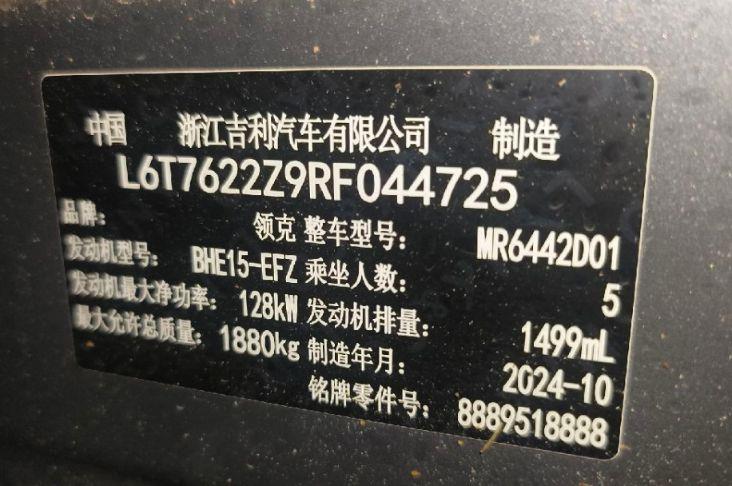 中国 浙江吉利汽车有限公司 制造
L6T7622Z9RF044725
品牌: 领克 整车型号: MR6442D01
发动机型号: BHE15-EFZ 乘坐人数: 5
发动机最大净功率: 128kW 发动机排量: 1499mL
最大允许总质量: 1880kg 制造年月: 2024-10
铭牌零件号: 8889518888